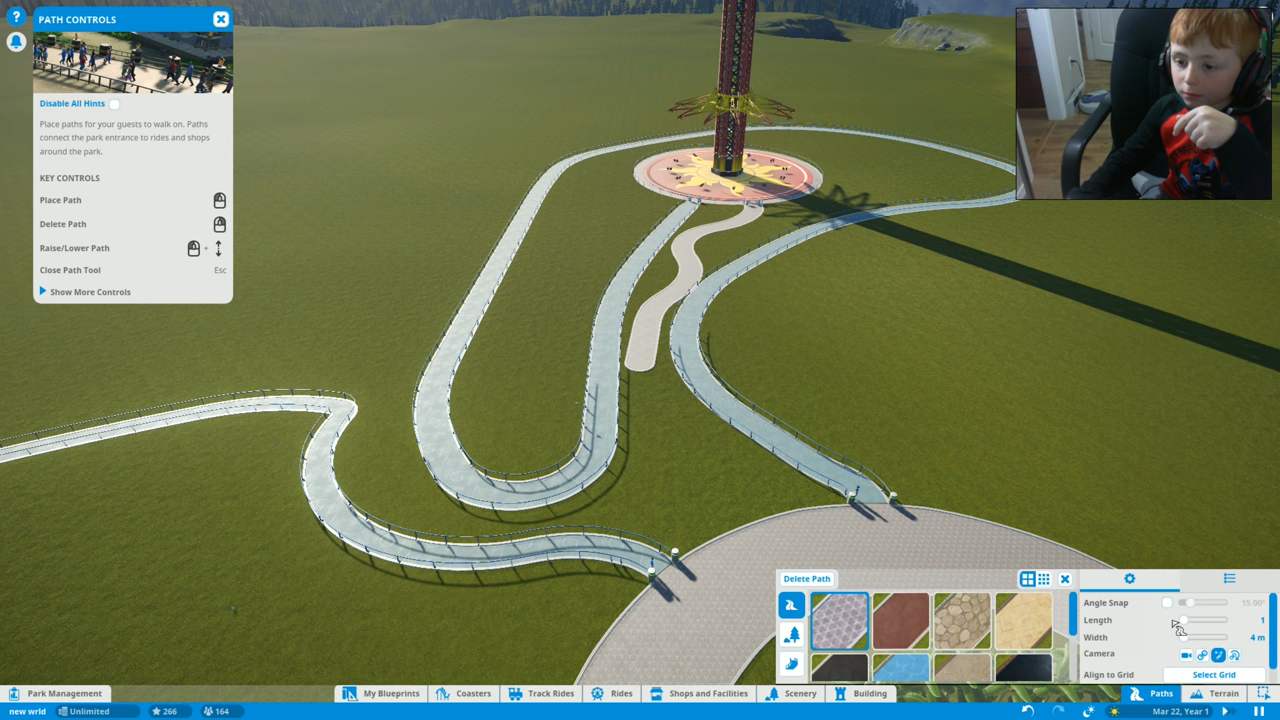 PATH CONTROLS
Disable All Hints
Place paths for your guests to walk on. Paths
connect the park entrance to rides and shops
around the park.
KEY CONTROLS
Place Path
Delete Path
Raise/Lower Path
+
Close Path Tool Esc
Show More Controls
Delete Path
Angle Snap 15.00°
Length 1
Width 4 m
Camera
Align to Grid Select Grid
Park Management My Blueprints Coasters Track Rides Rides Shops and Facilities Scenery Building Paths Terrain
new world Unlimited 266 164 Mar 22, Year 1